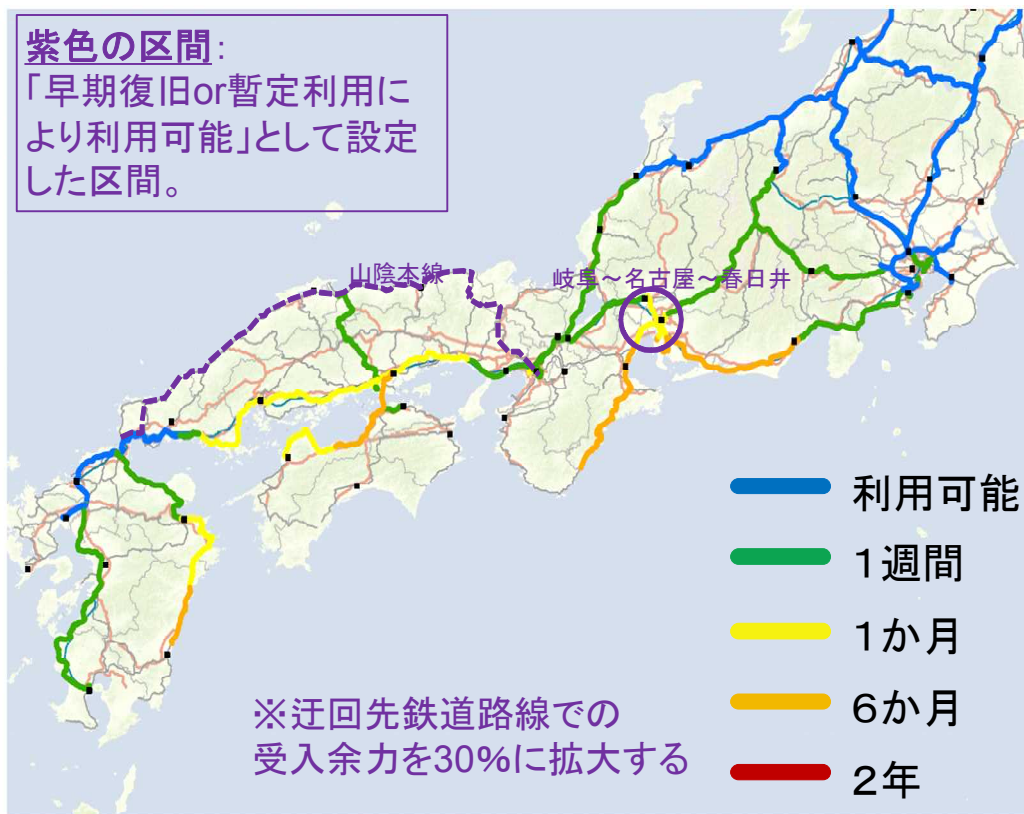 紫色の区間:
「早期復旧or暫定利用に
より利用可能」として設定
した区間。
山陰本線
岐阜～名古屋～春日井
利用可能
１週間
１か月
６か月
２年
※迂回先鉄道路線での
受入余力を30%に拡大する